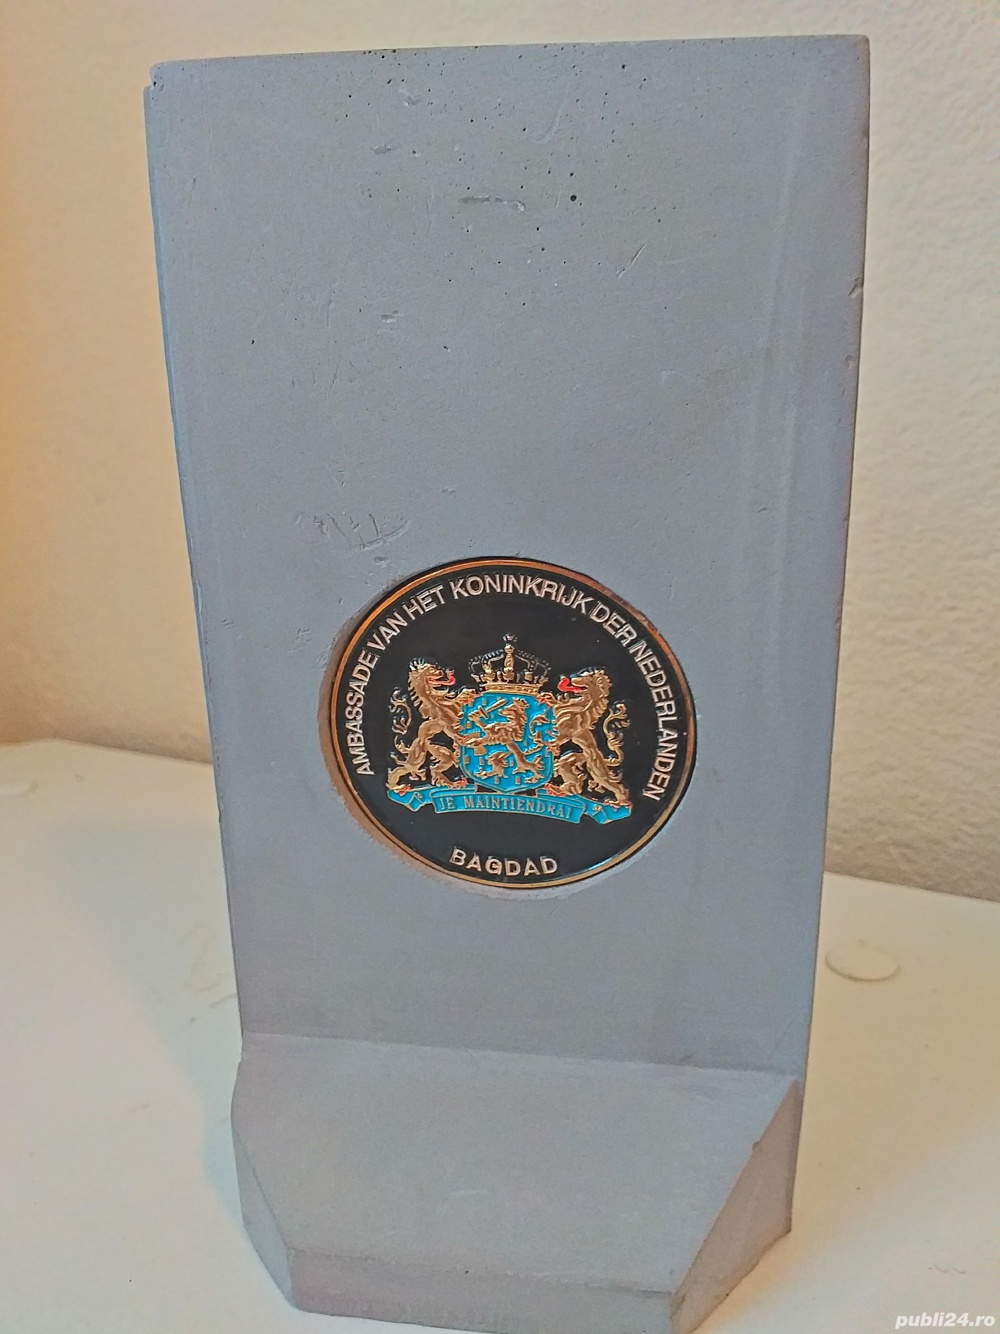 AMBASSADE VAN HET KONINKRIJK DER NEDERLANDEN
JE MAINTIENDRAI
BAGDAD
publi24.ro